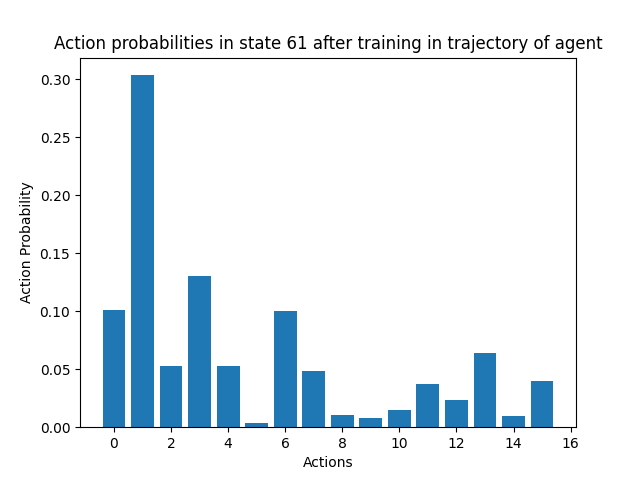 Action probabilities in state 61 after training in trajectory of agent
0.30
0.25
0.20
0.15
0.10
0.05
0.00
Action Probability
0 2 4 6 8 10 12 14 16
Actions